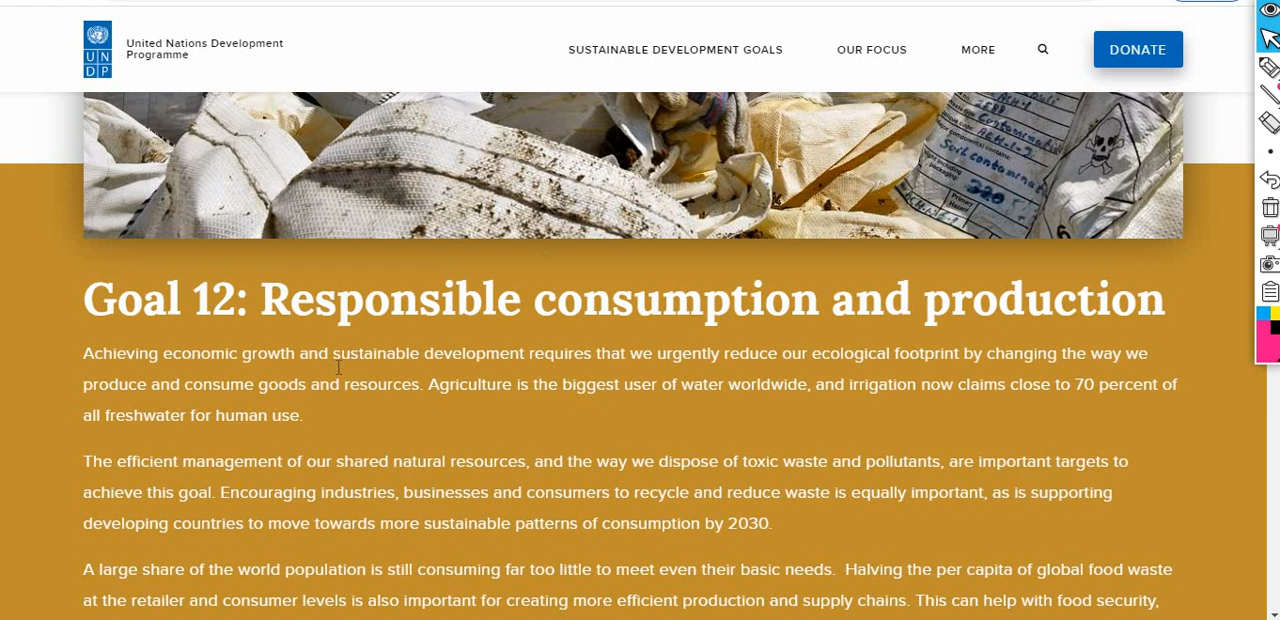 United Nations Development
Programme
UN
DP
SUSTAINABLE DEVELOPMENT GOALS
OUR FOCUS
MORE
DONATE
Goal 12: Responsible consumption and production
Achieving economic growth and sustainable development requires that we urgently reduce our ecological footprint by changing the way we
produce and consume goods and resources. Agriculture is the biggest user of water worldwide, and irrigation now claims close to 70 percent of
all freshwater for human use.
The efficient management of our shared natural resources, and the way we dispose of toxic waste and pollutants, are important targets to
achieve this goal. Encouraging industries, businesses and consumers to recycle and reduce waste is equally important, as is supporting
developing countries to move towards more sustainable patterns of consumption by 2030.
A large share of the world population is still consuming far too little to meet even their basic needs.  Halving the per capita of global food waste
at the retailer and consumer levels is also important for creating more efficient production and supply chains. This can help with food security,